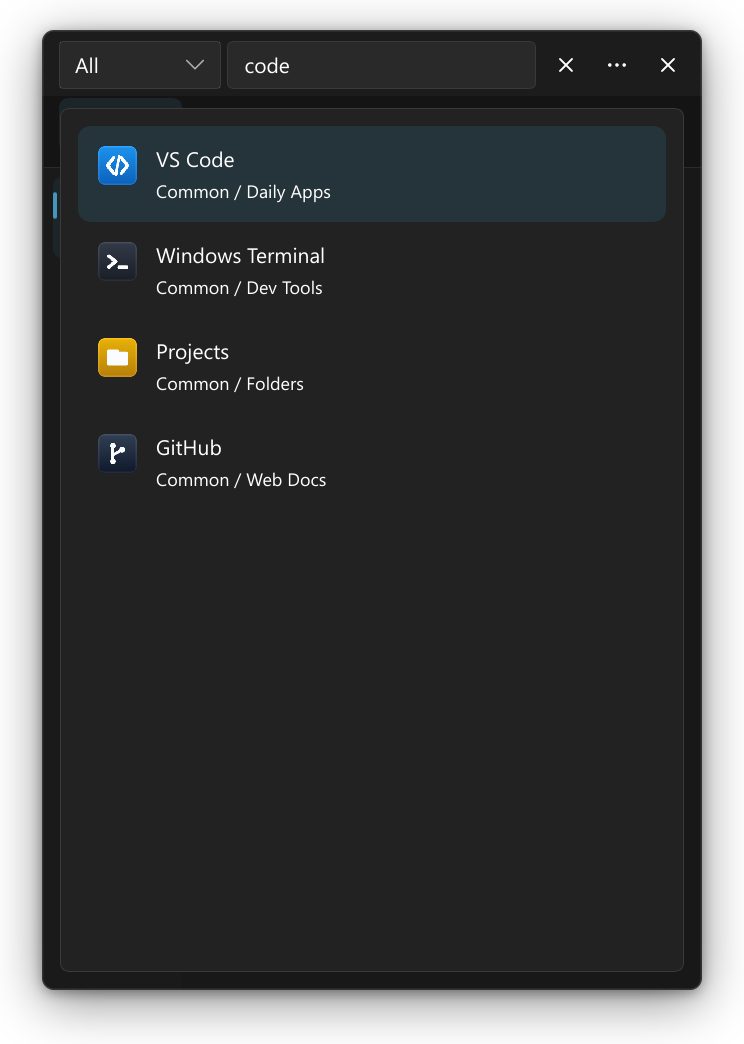 All
code
VS Code
Common / Daily Apps
Windows Terminal
Common / Dev Tools
Projects
Common / Folders
GitHub
Common / Web Docs